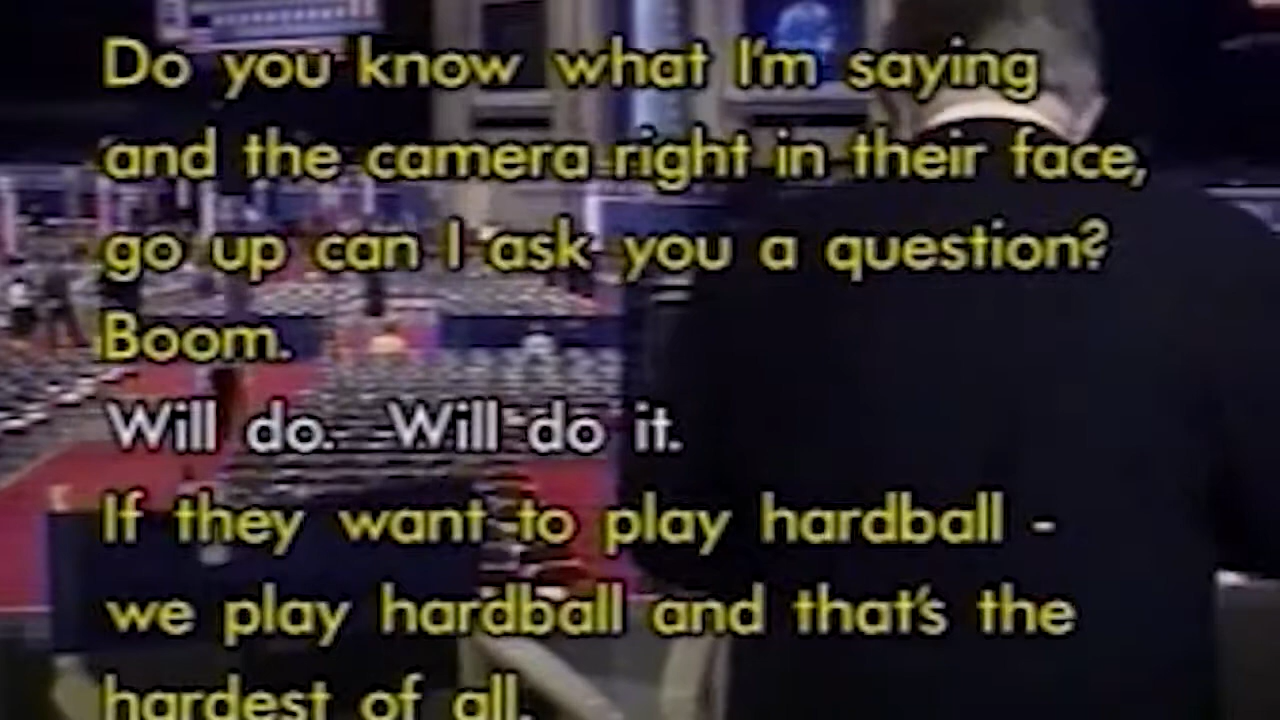 Do you know what I'm saying
and the camera right in their face,
go up can I ask you a question?
Boom.
Will do. Will do it.
If they want to play hardball -
we play hardball and that's the
hardest of all.